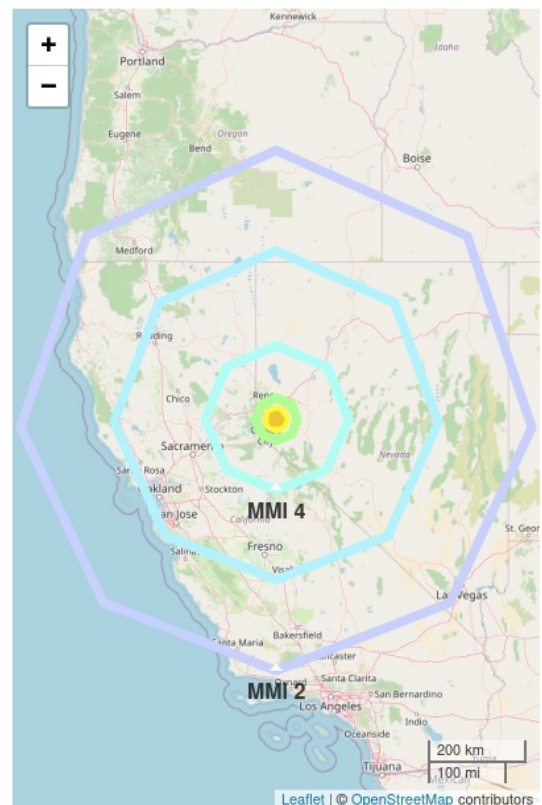 Kennewick
+
−
Portland
Idaho
Salem
Eugene
Oregon
Bend
Boise
Medford
Redding
Chico
Reno
City
Sacramento
Nevada
Santa Rosa
Oakland
Stockton
MMI 4
San Jose
California
St. Geor
Salinas
Fresno
Visalia
Las Vegas
Santa Maria
Bakersfield
Lancaster
Oxnard
Santa Clarita
MMI 2
San Bernardino
Los Angeles
Indio
Oceanside
200 km
Yuma
100 mi
Tijuana
Mexicali
Leaflet | © OpenStreetMap contributors